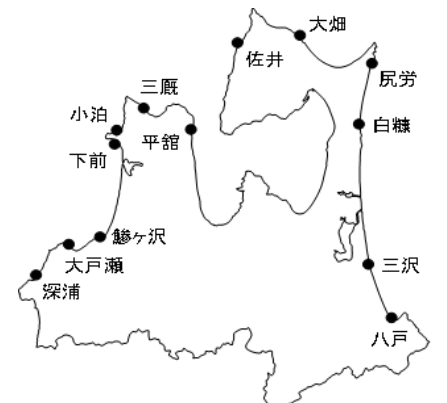 大畑
佐井
尻労
三厩
小泊
平舘
白糠
下前
鰺ヶ沢
大戸瀬
三沢
深浦
八戸